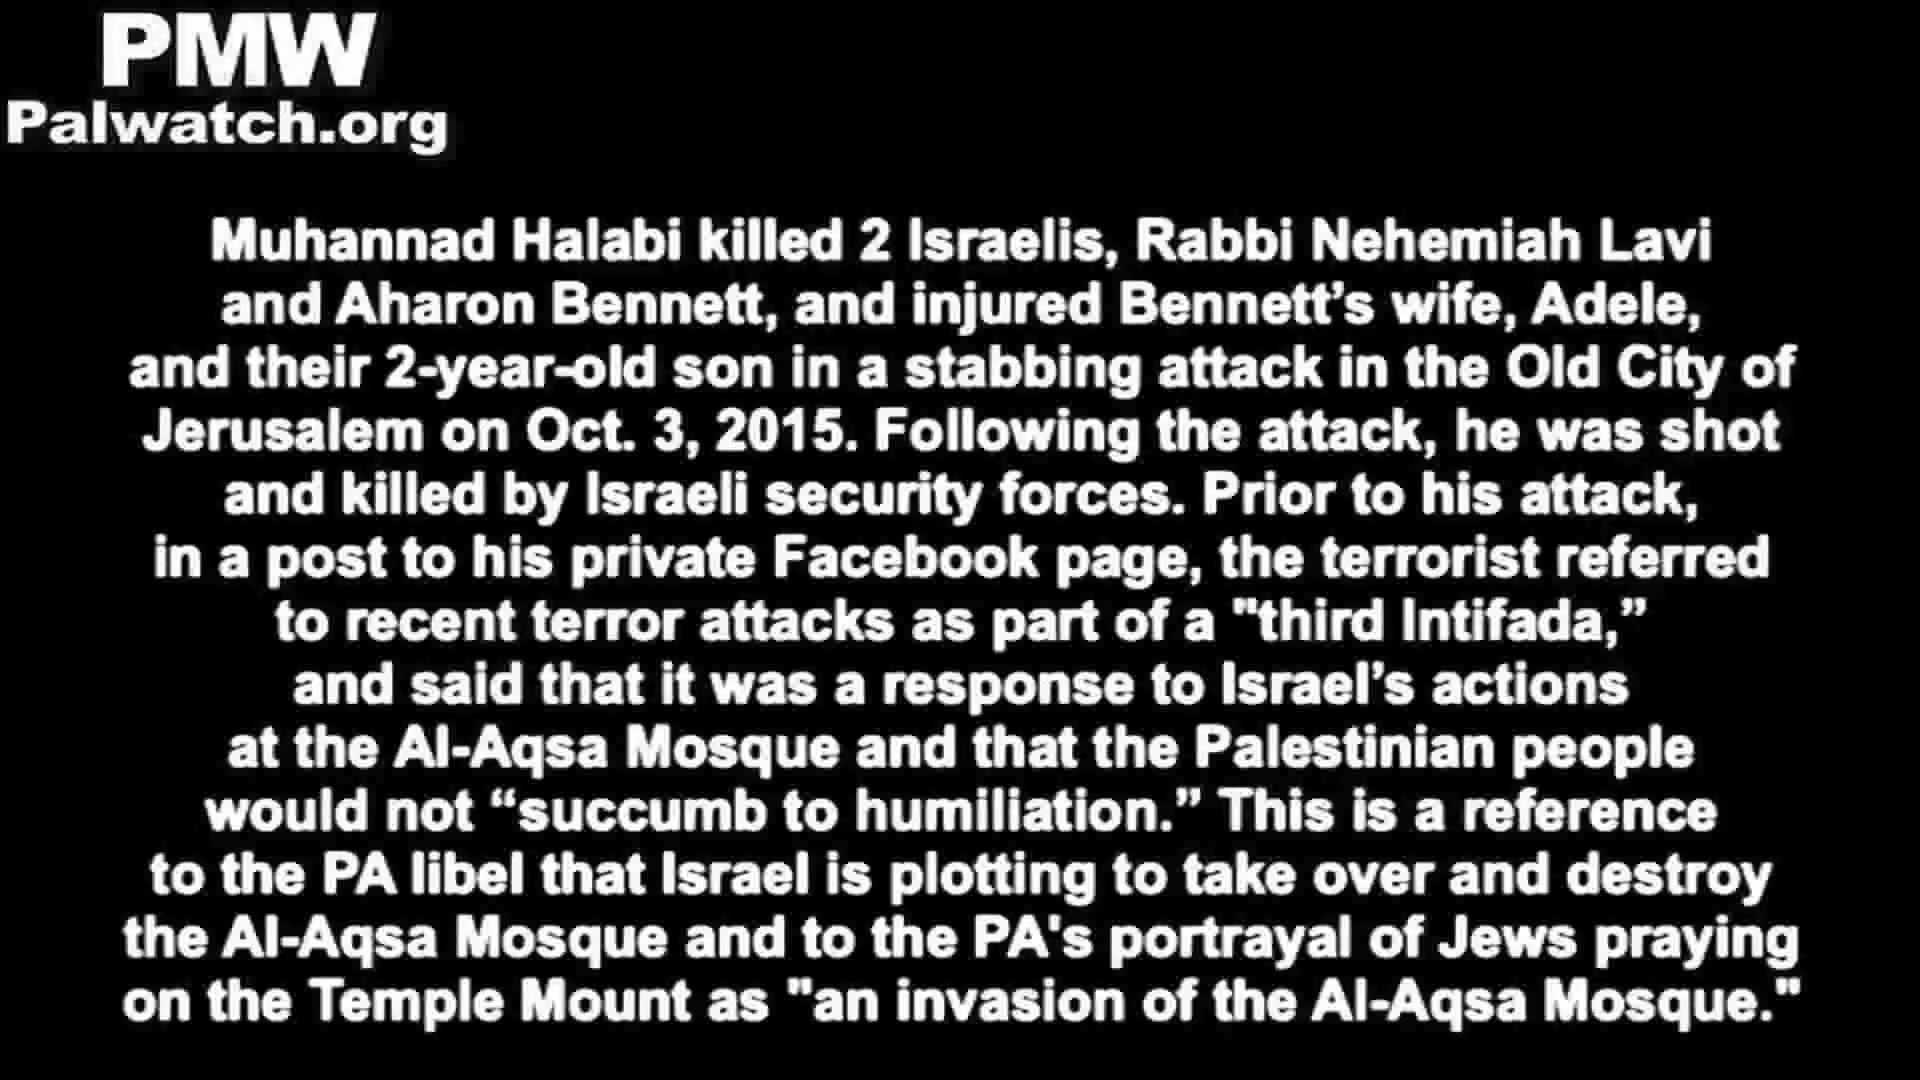 PMW
Palwatch.org
Muhannad Halabi killed 2 Israelis, Rabbi Nehemiah Lavi
and Aharon Bennett, and injured Bennett’s wife, Adele,
and their 2-year-old son in a stabbing attack in the Old City of
Jerusalem on Oct. 3, 2015. Following the attack, he was shot
and killed by Israeli security forces. Prior to his attack,
in a post to his private Facebook page, the terrorist referred
to recent terror attacks as part of a "third Intifada,”
and said that it was a response to Israel’s actions
at the Al-Aqsa Mosque and that the Palestinian people
would not “succumb to humiliation.” This is a reference
to the PA libel that Israel is plotting to take over and destroy
the Al-Aqsa Mosque and to the PA's portrayal of Jews praying
on the Temple Mount as "an invasion of the Al-Aqsa Mosque."